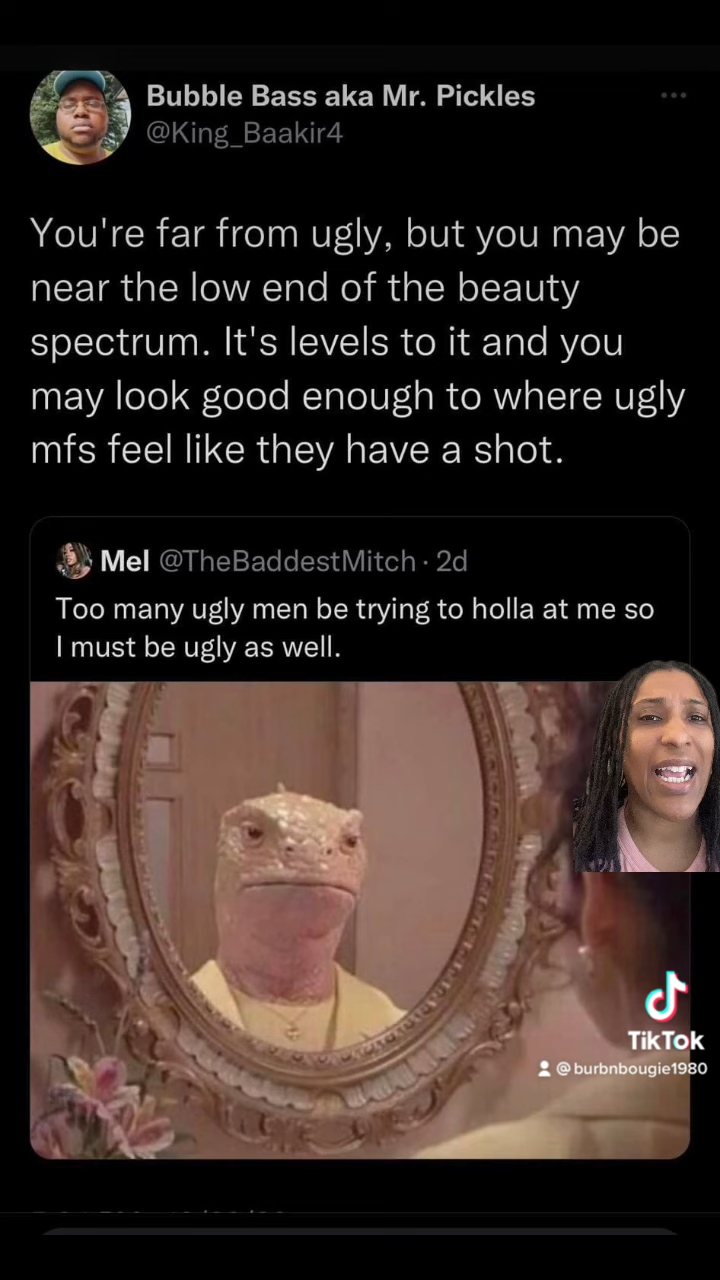 Bubble Bass aka Mr. Pickles
@King_Baakir4
You're far from ugly, but you may be
near the low end of the beauty
spectrum. It's levels to it and you
may look good enough to where ugly
mfs feel like they have a shot.
Mel @TheBaddestMitch · 2d
Too many ugly men be trying to holla at me so
I must be ugly as well.
TikTok
@burbnbougie1980